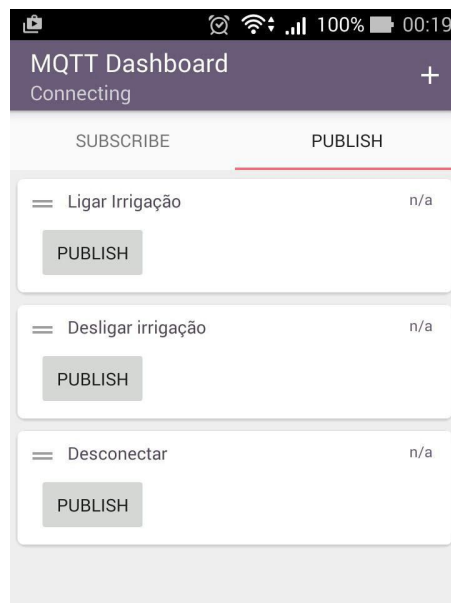 100% 00:19
MQTT Dashboard
+
Connecting
SUBSCRIBE PUBLISH
Ligar Irrigação n/a
PUBLISH
Desligar irrigação n/a
PUBLISH
Desconectar n/a
PUBLISH